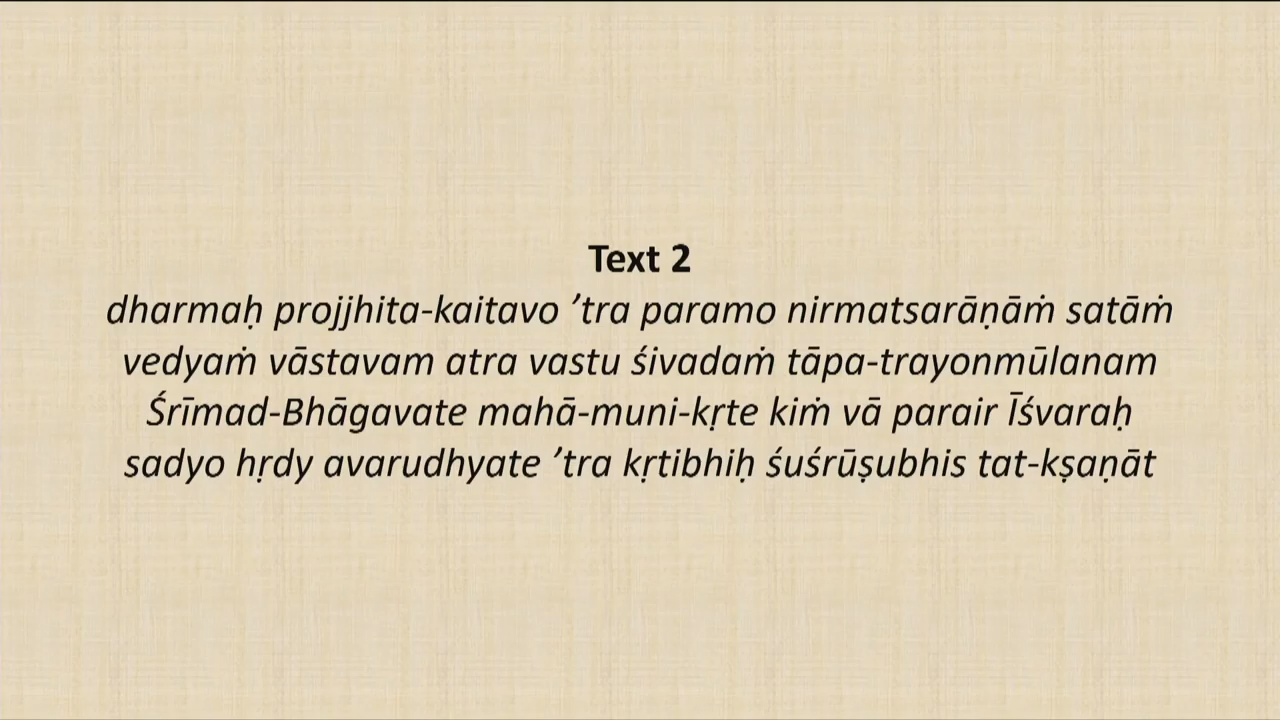 Text 2
dharmaḥ projjhita-kaitavo ’tra paramo nirmatsarāṇāṁ satāṁ
vedyaṁ vāstavam atra vastu śivadaṁ tāpa-trayonmūlanam
Śrīmad-Bhāgavate mahā-muni-kṛte kiṁ vā parair Īśvaraḥ
sadyo hṛdy avarudhyate ’tra kṛtibhiḥ śuśrūṣubhis tat-kṣaṇāt